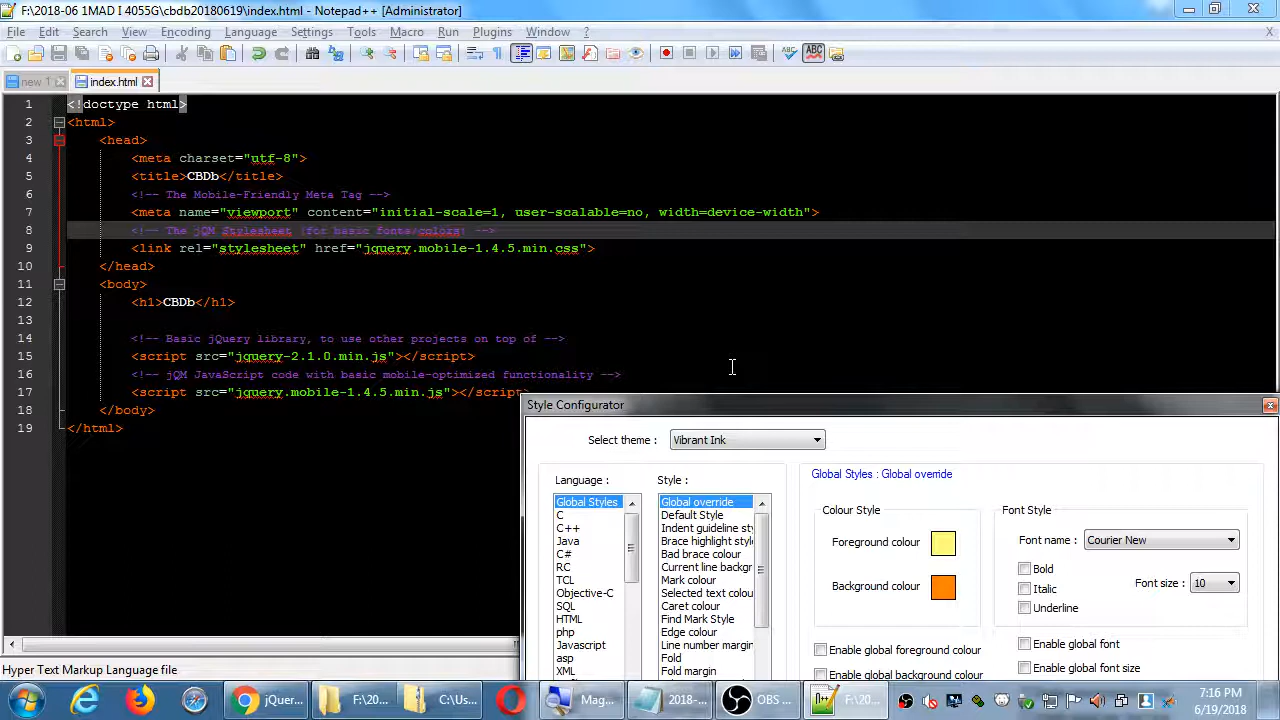 F:\2018-06 1MAD I 4055G\cbdb20180619\index.html - Notepad++ [Administrator]
File Edit Search View Encoding Language Settings Tools Macro Run Plugins Window ? X
new 1 index.html
1 <!doctype html>
2 <html>
3 <head>
4 <meta charset="utf-8">
5 <title>CBDb</title>
6 <!-- The Mobile-Friendly Meta Tag -->
7 <meta name="viewport" content="initial-scale=1, user-scalable=no, width=device-width">
8 <!-- The jQM Stylesheet (for basic fonts/colors) -->
9 <link rel="stylesheet" href="jquery.mobile-1.4.5.min.css">
10 </head>
11 <body>
12 <h1>CBDb</h1>
13
14 <!-- Basic jQuery library, to use other projects on top of -->
15 <script src="jquery-2.1.0.min.js"></script>
16 <!-- jQM JavaScript code with basic mobile-optimized functionality -->
17 <script src="jquery.mobile-1.4.5.min.js"></script>
18 </body>
19 </html>
Style Configurator
Select theme : Vibrant Ink
Language :
Global Styles
C
C++
Java
C#
RC
TCL
Objective-C
SQL
HTML
php
Javascript
asp
XML
Style :
Global override
Default Style
Indent guideline sty
Brace highlight style
Bad brace colour
Current line backgr
Mark colour
Selected text colou
Caret colour
Find Mark Style
Edge colour
Line number margin
Fold
Fold margin
Global Styles : Global override
Colour Style
Foreground colour
Background colour
Enable global foreground colour
Enable global background colour
Font Style
Font name : Courier New
Bold
Italic
Underline
Font size : 10
Enable global font
Enable global font size
Hyper Text Markup Language file
jQuer...
F:\20...
C:\Us...
Mag...
2018-...
OBS ...
F:\20...
7:16 PM
6/19/2018